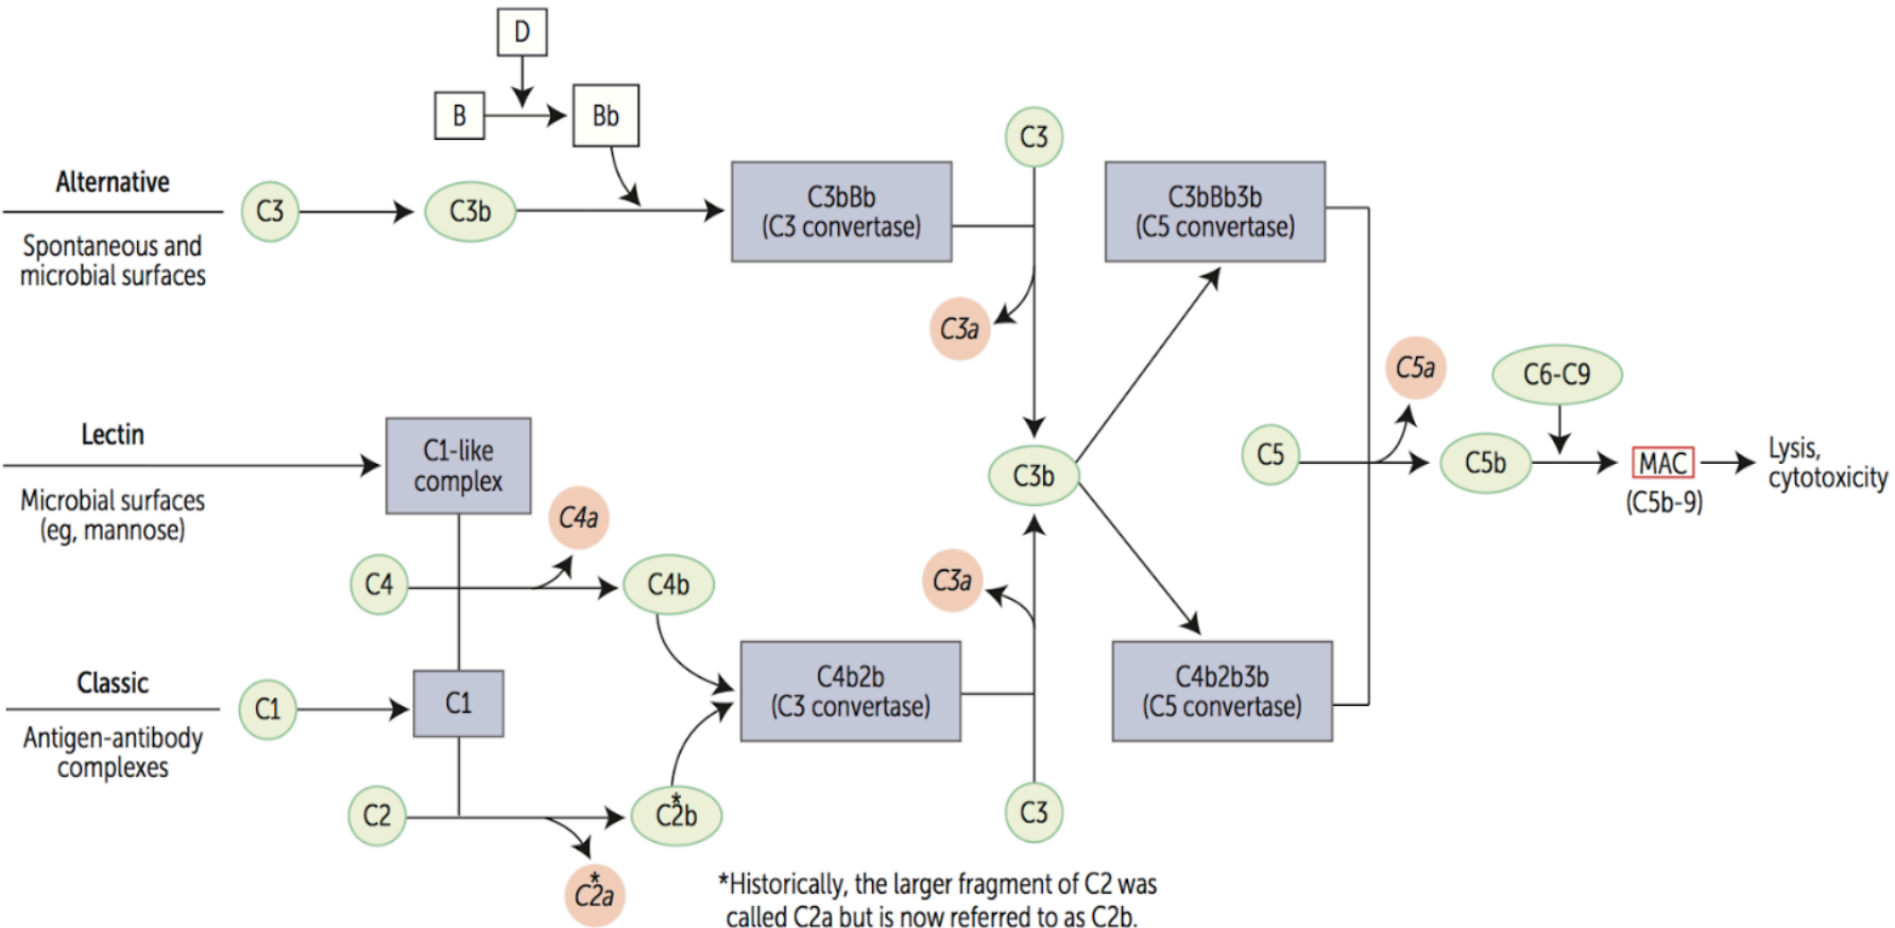 D
B
Bb
Alternative
Spontaneous and
microbial surfaces
C3
C3b
C3bBb
(C3 convertase)
C3
C3a
C3bBb3b
(C5 convertase)
Lectin
Microbial surfaces
(eg, mannose)
C1-like
complex
C4
C4a
C4b
C3b
C3a
C5
C5a
C5b
C6-C9
MAC
(C5b-9)
Lysis,
cytotoxicity
Classic
Antigen-antibody
complexes
C1
C1
C2
C2b*
C2a*
C4b2b
(C3 convertase)
C3
C4b2b3b
(C5 convertase)
*Historically, the larger fragment of C2 was
called C2a but is now referred to as C2b.